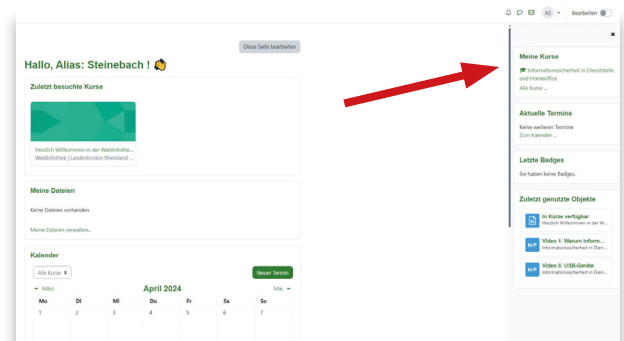 AS
Bearbeiten
Diese Seite bearbeiten
Hallo, Alias: Steinebach !
Zuletzt besuchte Kurse
Herzlich Willkommen in der Waldinfothe...
Waldinfothek | Landesforsten Rheinland-...
Meine Dateien
Keine Dateien vorhanden
Meine Dateien verwalten...
Kalender
Alle Kurse
Neuer Termin
März
April 2024
Mai
Mo Di Mi Do Fr Sa So
1 2 3 4 5 6 7
Meine Kurse
Informationssicherheit in Dienststelle
und Homeoffice
Alle Kurse ...
Aktuelle Termine
Keine weiteren Termine
Zum Kalender ...
Letzte Badges
Sie haben keine Badges.
Zuletzt genutzte Objekte
In Kürze verfügbar
Herzlich Willkommen in der W...
H-P
Video 1: Warum Inform...
Informationssicherheit in Dien...
H-P
Video 5: USB-Geräte
Informationssicherheit in Dien...